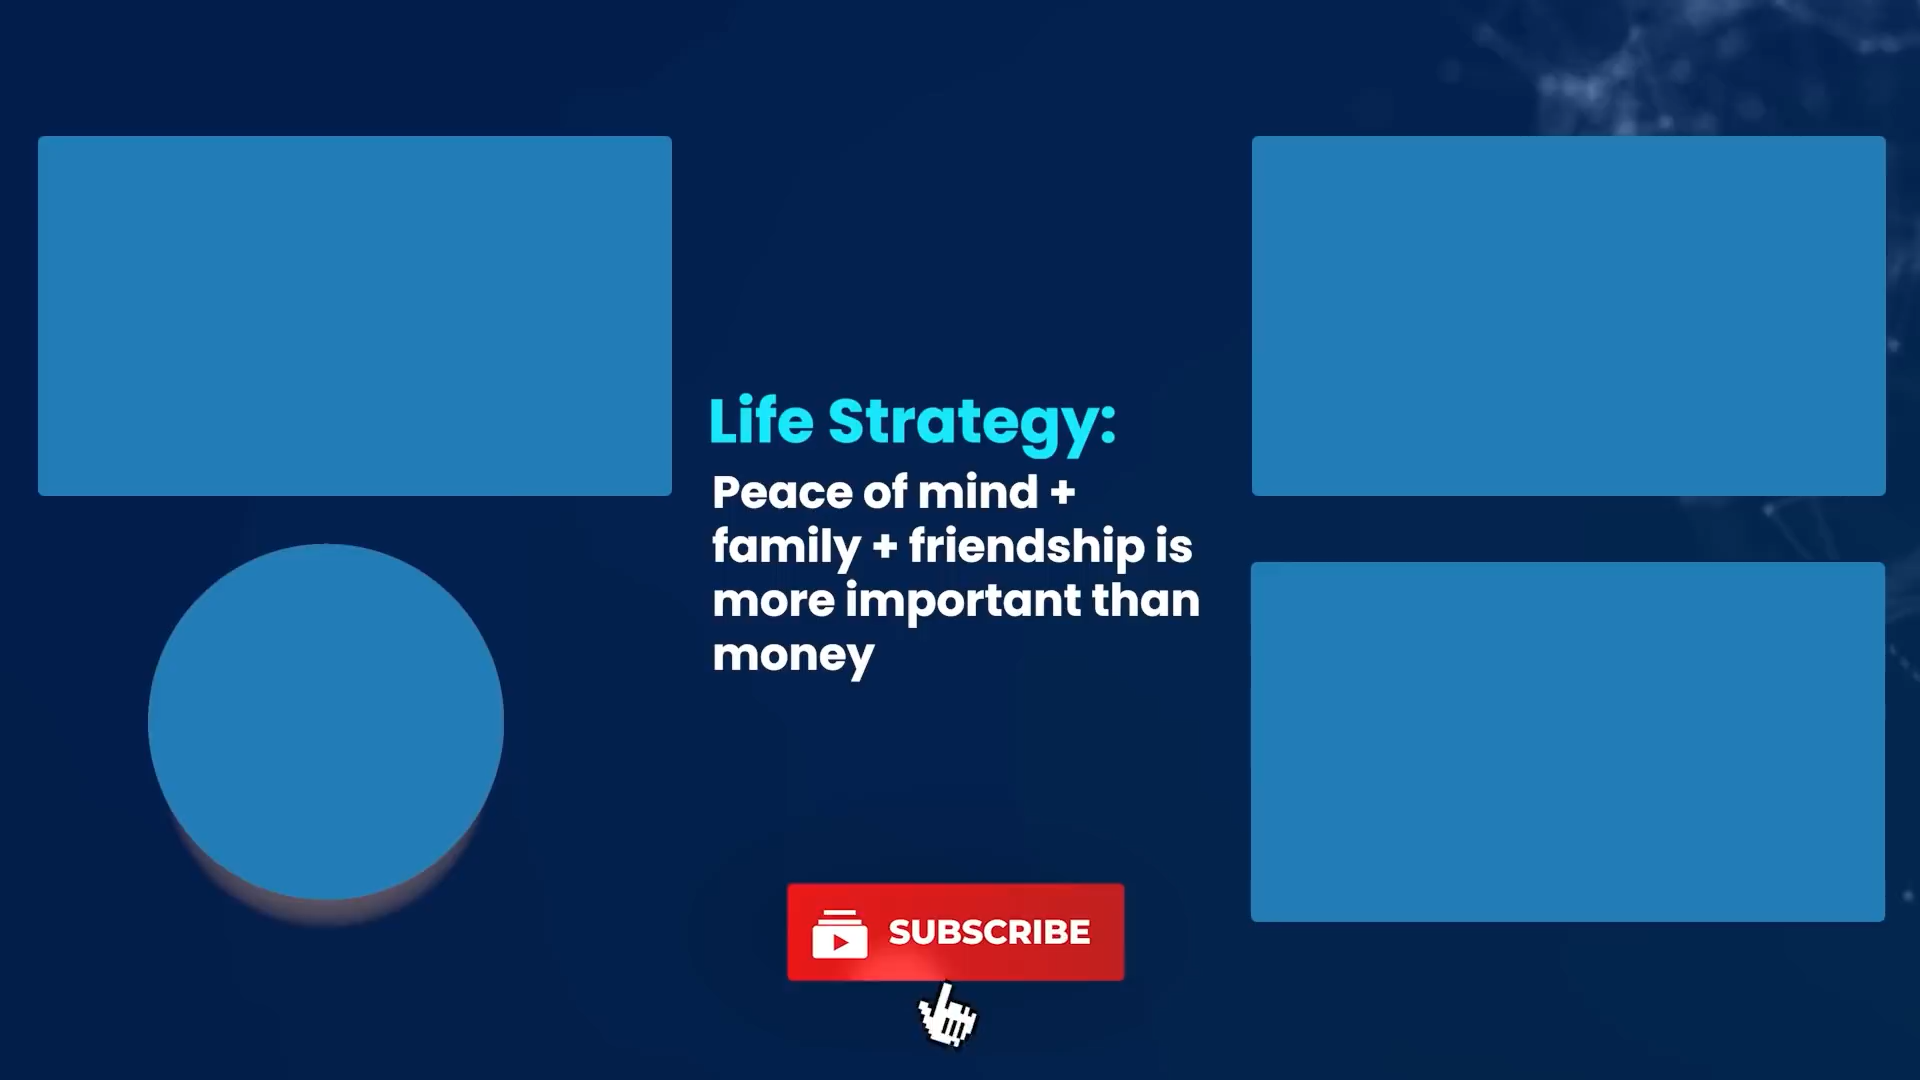 Life Strategy:
Peace of mind +
family + friendship is
more important than
money
SUBSCRIBE